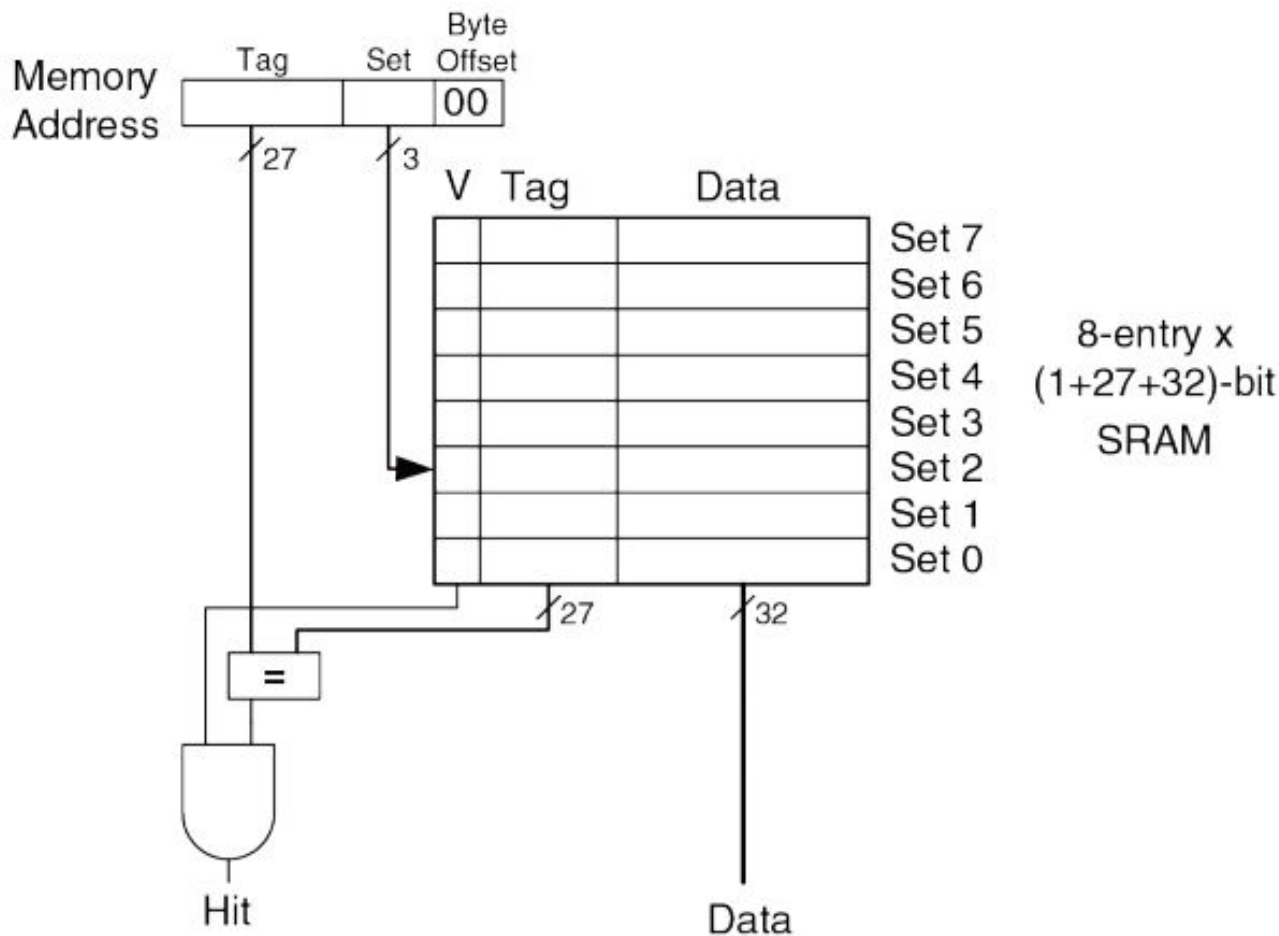 Byte
Tag Set Offset
Memory
Address
00
27 3
V Tag Data
Set 7
Set 6
Set 5
Set 4
Set 3
Set 2
Set 1
Set 0
8-entry x
(1+27+32)-bit
SRAM
27 32
=
Hit
Data